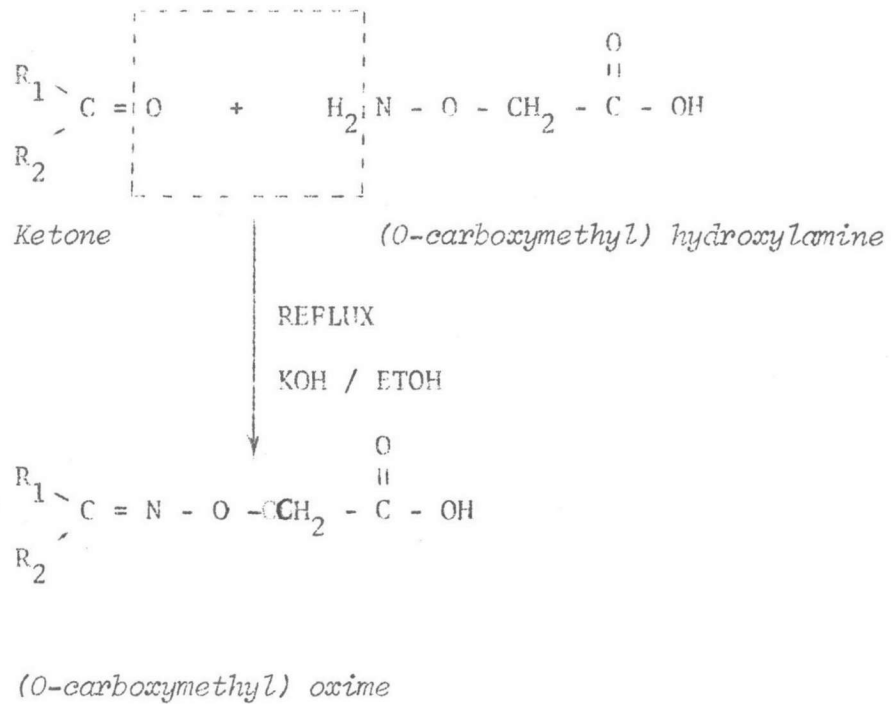 O
R1
C = O + H2 N - O - CH2 - C - OH
R2
Ketone (O-carboxymethyl) hydroxylamine
REFLUX
KOH / ETOH
O
R1
C = N - O - CH2 - C - OH
R2
(O-carboxymethyl) oxime